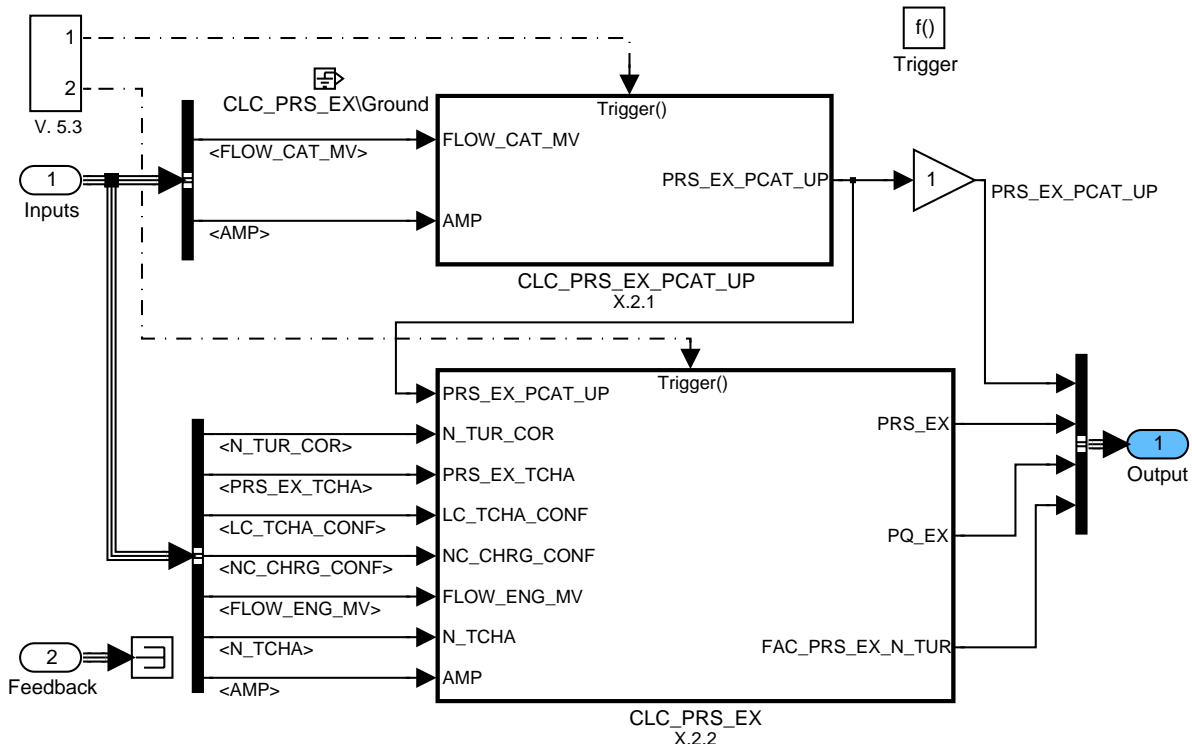 1
2
V. 5.3
f()
Trigger
CLC_PRS_EX\Ground
Trigger()
FLOW_CAT_MV
<FLOW_CAT_MV>
PRS_EX_PCAT_UP
AMP
<AMP>
CLC_PRS_EX_PCAT_UP
X.2.1
1
PRS_EX_PCAT_UP
1
Inputs
Trigger()
PRS_EX_PCAT_UP
N_TUR_COR
<N_TUR_COR>
PRS_EX_TCHA
<PRS_EX_TCHA>
LC_TCHA_CONF
<LC_TCHA_CONF>
NC_CHRG_CONF
<NC_CHRG_CONF>
FLOW_ENG_MV
<FLOW_ENG_MV>
N_TCHA
<N_TCHA>
AMP
<AMP>
PRS_EX
PQ_EX
FAC_PRS_EX_N_TUR
CLC_PRS_EX
X.2.2
1
Output
2
Feedback